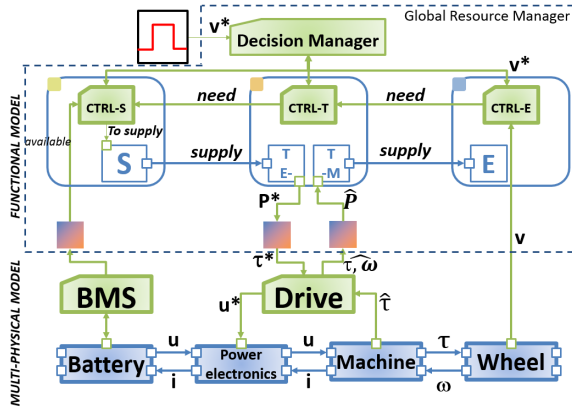 Global Resource Manager
v*
Decision Manager
v*
FUNCTIONAL MODEL
CTRL-S
need
CTRL-T
need
CTRL-E
available
To supply
S
supply
T
E-
T
-M
supply
E
P*
P̂
τ*
τ,ω̂
v
MULTI-PHYSICAL MODEL
BMS
Drive
u*
τ̂
Battery
u
i
Power
electronics
u
i
Machine
τ
ω
Wheel